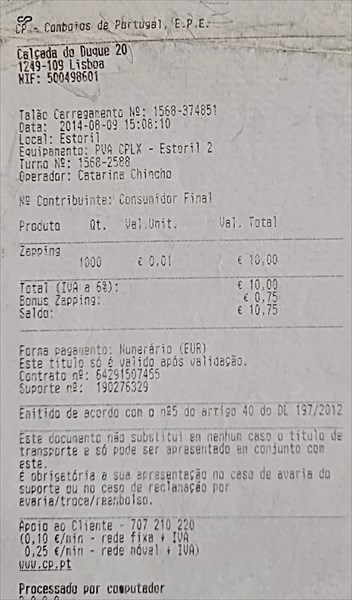 CP - Comboios de Portugal, E.P.E.
Calçada do Duque 20
1249-109 Lisboa
NIF: 500498601
Talão Carregamento Nº: 1568-374851
Data: 2014-08-09 15:08:10
Local: Estoril
Equipamento: PVA CPLX - Estoril 2
Turno Nº: 1568-2588
Operador: Catarina Chincho
Nº Contribuinte: Consumidor Final
Produto Qt. Val.Unit. Val. Total
Zapping
1000 € 0,01 € 10,00
Total (IVA a 6%): € 10,00
Bonus Zapping: € 0,75
Saldo: € 10,75
Forma pagamento: Numerário (EUR)
Este título só é válido após validação.
Contrato nº: 64291507455
Suporte nº: 190276329
Emitido de acordo com o nº5 do artigo 40 do DL 197/2012
Este documento não substitui em nenhum caso o título de
transporte e só pode ser apresentado em conjunto com
este.
É obrigatória a sua apresentação no caso de avaria do
suporte ou no caso de reclamação por
avaria/troca/reembolso.
Apoio ao Cliente - 707 210 220
(0,10 €/min - rede fixa + IVA
0,25 €/min - rede móvel + IVA)
www.cp.pt
Processado por computador